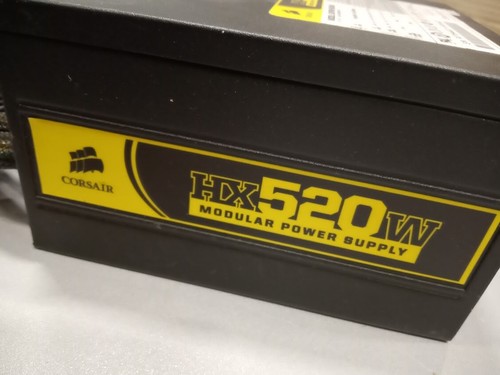 CORSAIR
HX520W
MODULAR POWER SUPPLY